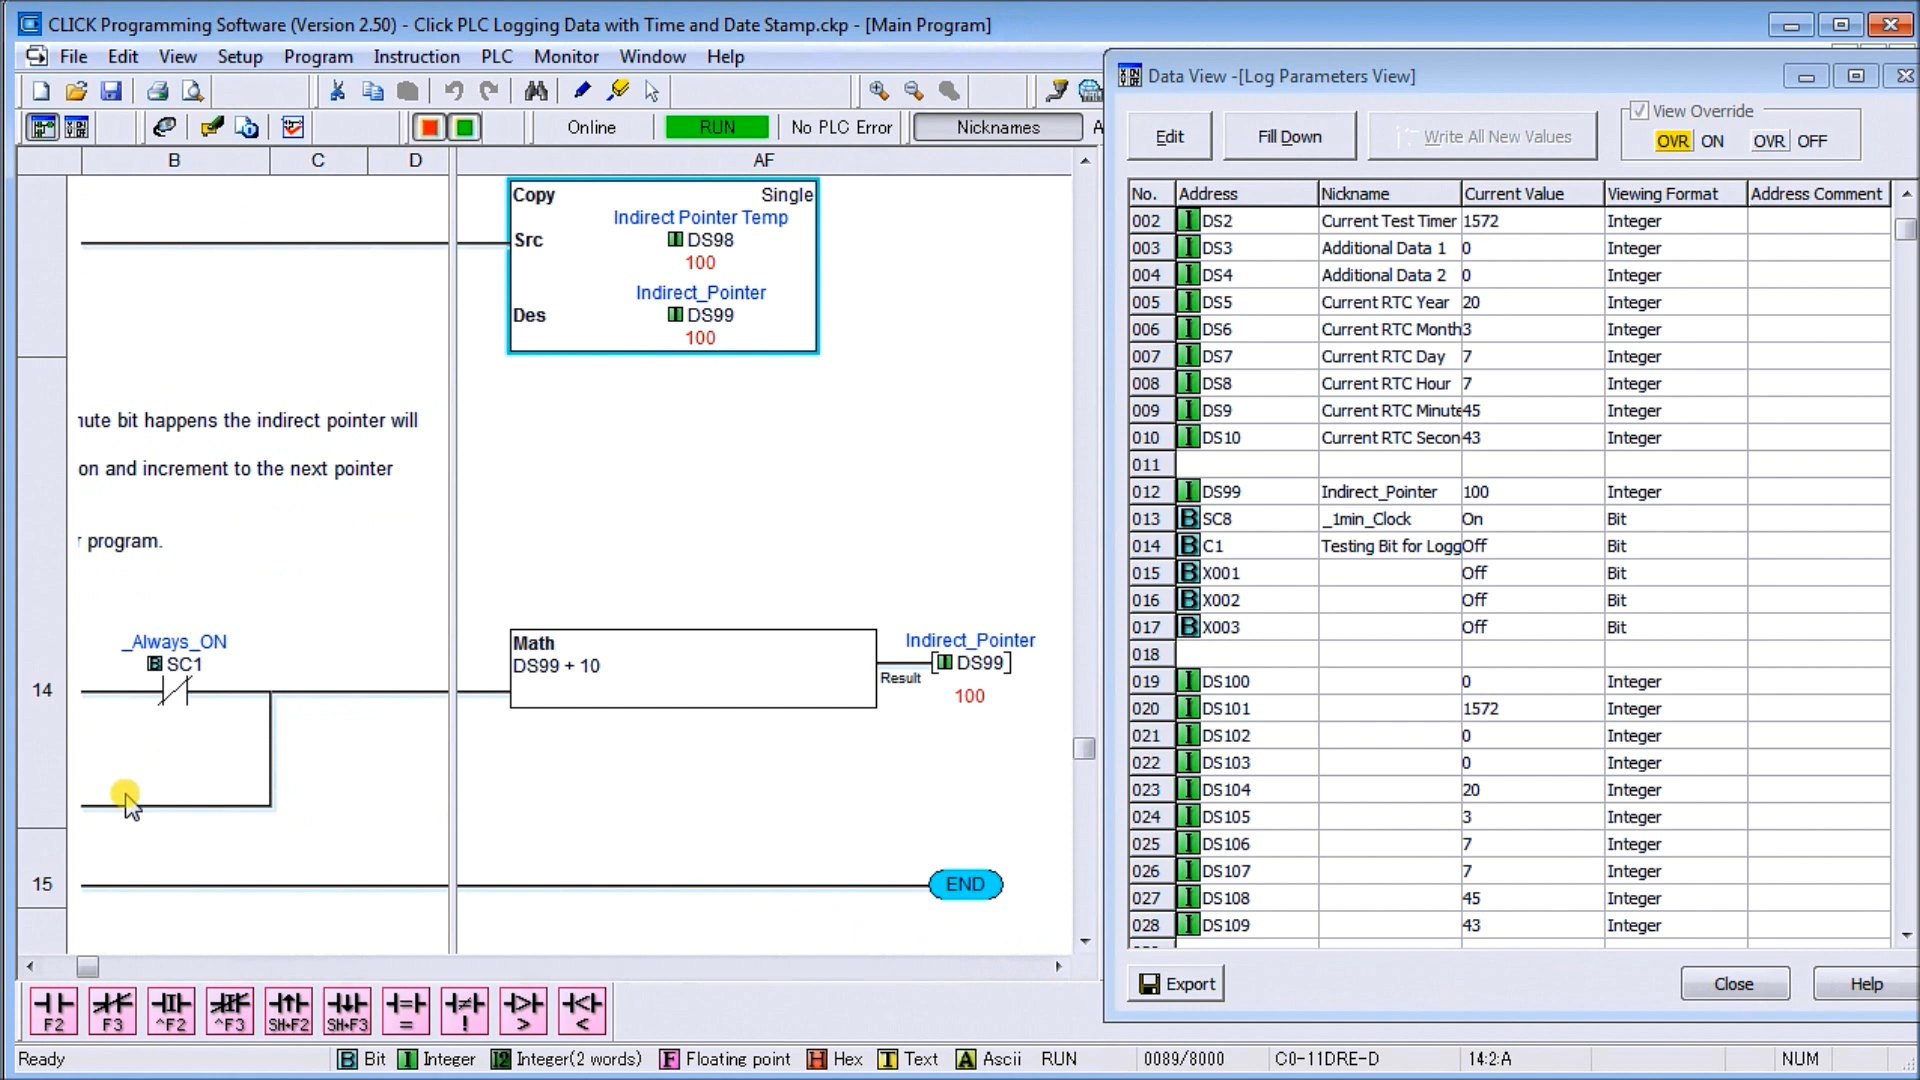 CLICK Programming Software (Version 2.50) - Click PLC Logging Data with Time and Date Stamp.ckp - [Main Program]
File Edit View Setup Program Instruction PLC Monitor Window Help
Online RUN No PLC Error Nicknames A
B C D AF
Copy Single
Indirect Pointer Temp
Src DS98
100
Indirect_Pointer
Des DS99
100
nute bit happens the indirect pointer will
on and increment to the next pointer
r program.
_Always_ON
SC1
14
Math
DS99 + 10
Result
Indirect_Pointer
DS99
100
15
END
F2 F3 ^F2 ^F3 SH+F2 SH+F3 = ! > <
Ready B Bit I Integer I2 Integer(2 words) F Floating point H Hex T Text A Ascii RUN 0089/8000 C0-11DRE-D 14:2:A NUM
Data View -[Log Parameters View]
Edit Fill Down Write All New Values
View Override
OVR ON OVR OFF
No. Address Nickname Current Value Viewing Format Address Comment
002 I DS2 Current Test Timer 1572 Integer
003 I DS3 Additional Data 1 0 Integer
004 I DS4 Additional Data 2 0 Integer
005 I DS5 Current RTC Year 20 Integer
006 I DS6 Current RTC Month 3 Integer
007 I DS7 Current RTC Day 7 Integer
008 I DS8 Current RTC Hour 7 Integer
009 I DS9 Current RTC Minute 45 Integer
010 I DS10 Current RTC Secon 43 Integer
011
012 I DS99 Indirect_Pointer 100 Integer
013 B SC8 _1min_Clock On Bit
014 B C1 Testing Bit for Logg Off Bit
015 B X001 Off Bit
016 B X002 Off Bit
017 B X003 Off Bit
018
019 I DS100 0 Integer
020 I DS101 1572 Integer
021 I DS102 0 Integer
022 I DS103 0 Integer
023 I DS104 20 Integer
024 I DS105 3 Integer
025 I DS106 7 Integer
026 I DS107 7 Integer
027 I DS108 45 Integer
028 I DS109 43 Integer
Export Close Help